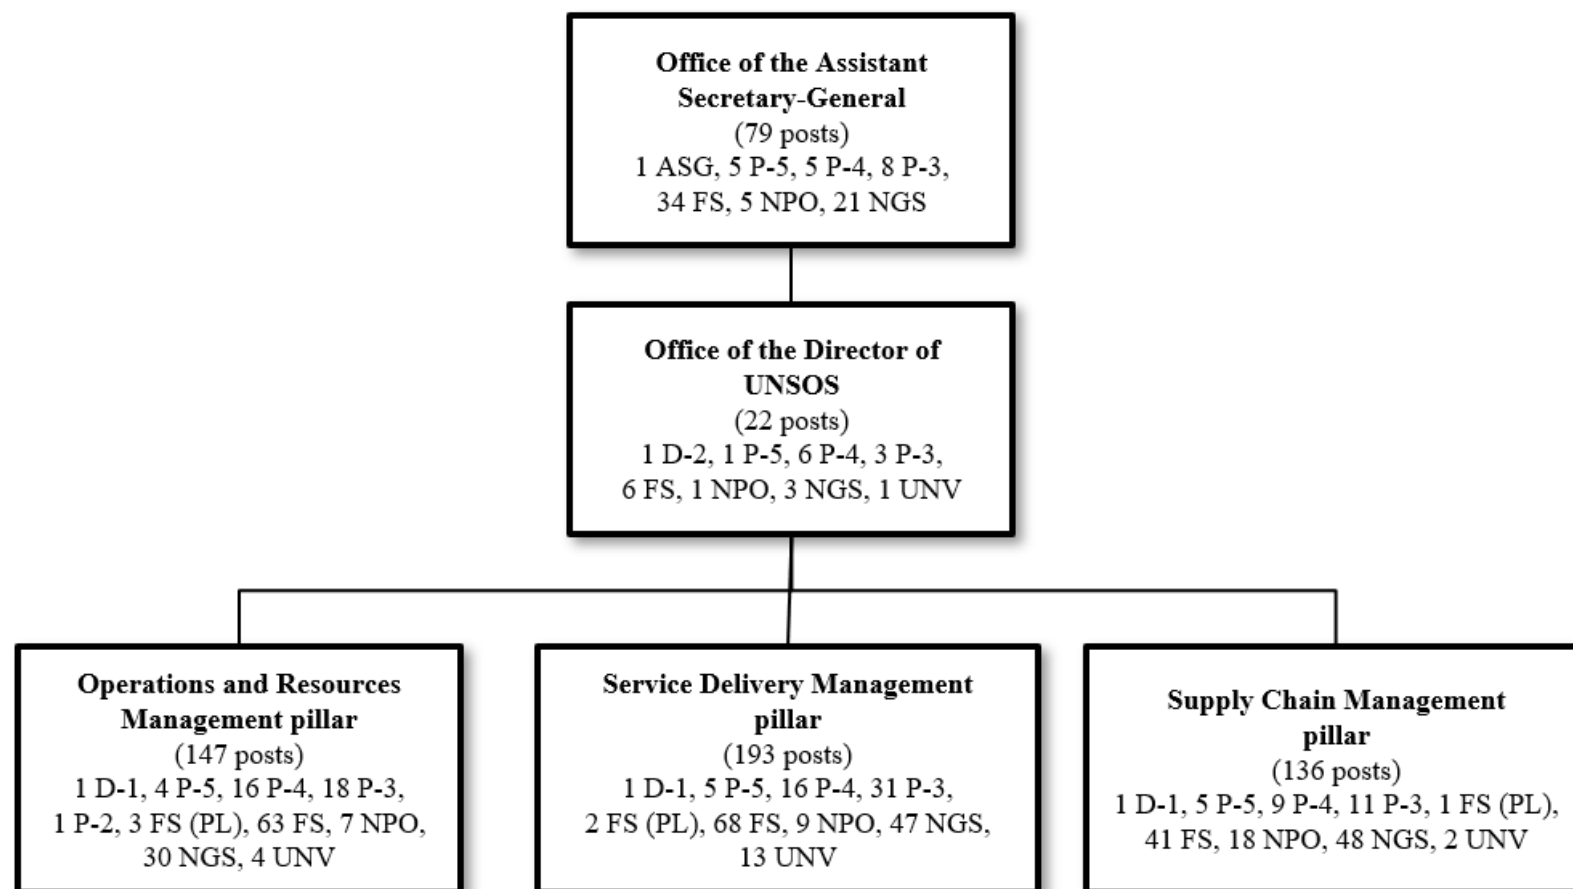 Office of the Assistant
Secretary-General
(79 posts)
1 ASG, 5 P-5, 5 P-4, 8 P-3,
34 FS, 5 NPO, 21 NGS
Office of the Director of
UNSOS
(22 posts)
1 D-2, 1 P-5, 6 P-4, 3 P-3,
6 FS, 1 NPO, 3 NGS, 1 UNV
Operations and Resources
Management pillar
(147 posts)
1 D-1, 4 P-5, 16 P-4, 18 P-3,
1 P-2, 3 FS (PL), 63 FS, 7 NPO,
30 NGS, 4 UNV
Service Delivery Management
pillar
(193 posts)
1 D-1, 5 P-5, 16 P-4, 31 P-3,
2 FS (PL), 68 FS, 9 NPO, 47 NGS,
13 UNV
Supply Chain Management
pillar
(136 posts)
1 D-1, 5 P-5, 9 P-4, 11 P-3, 1 FS (PL),
41 FS, 18 NPO, 48 NGS, 2 UNV